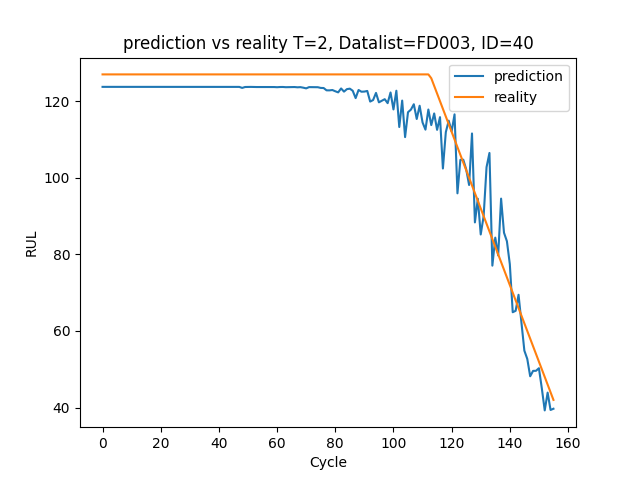 prediction vs reality T=2, Datalist=FD003, ID=40
prediction
reality
RUL
120
100
80
60
40
0 20 40 60 80 100 120 140 160
Cycle